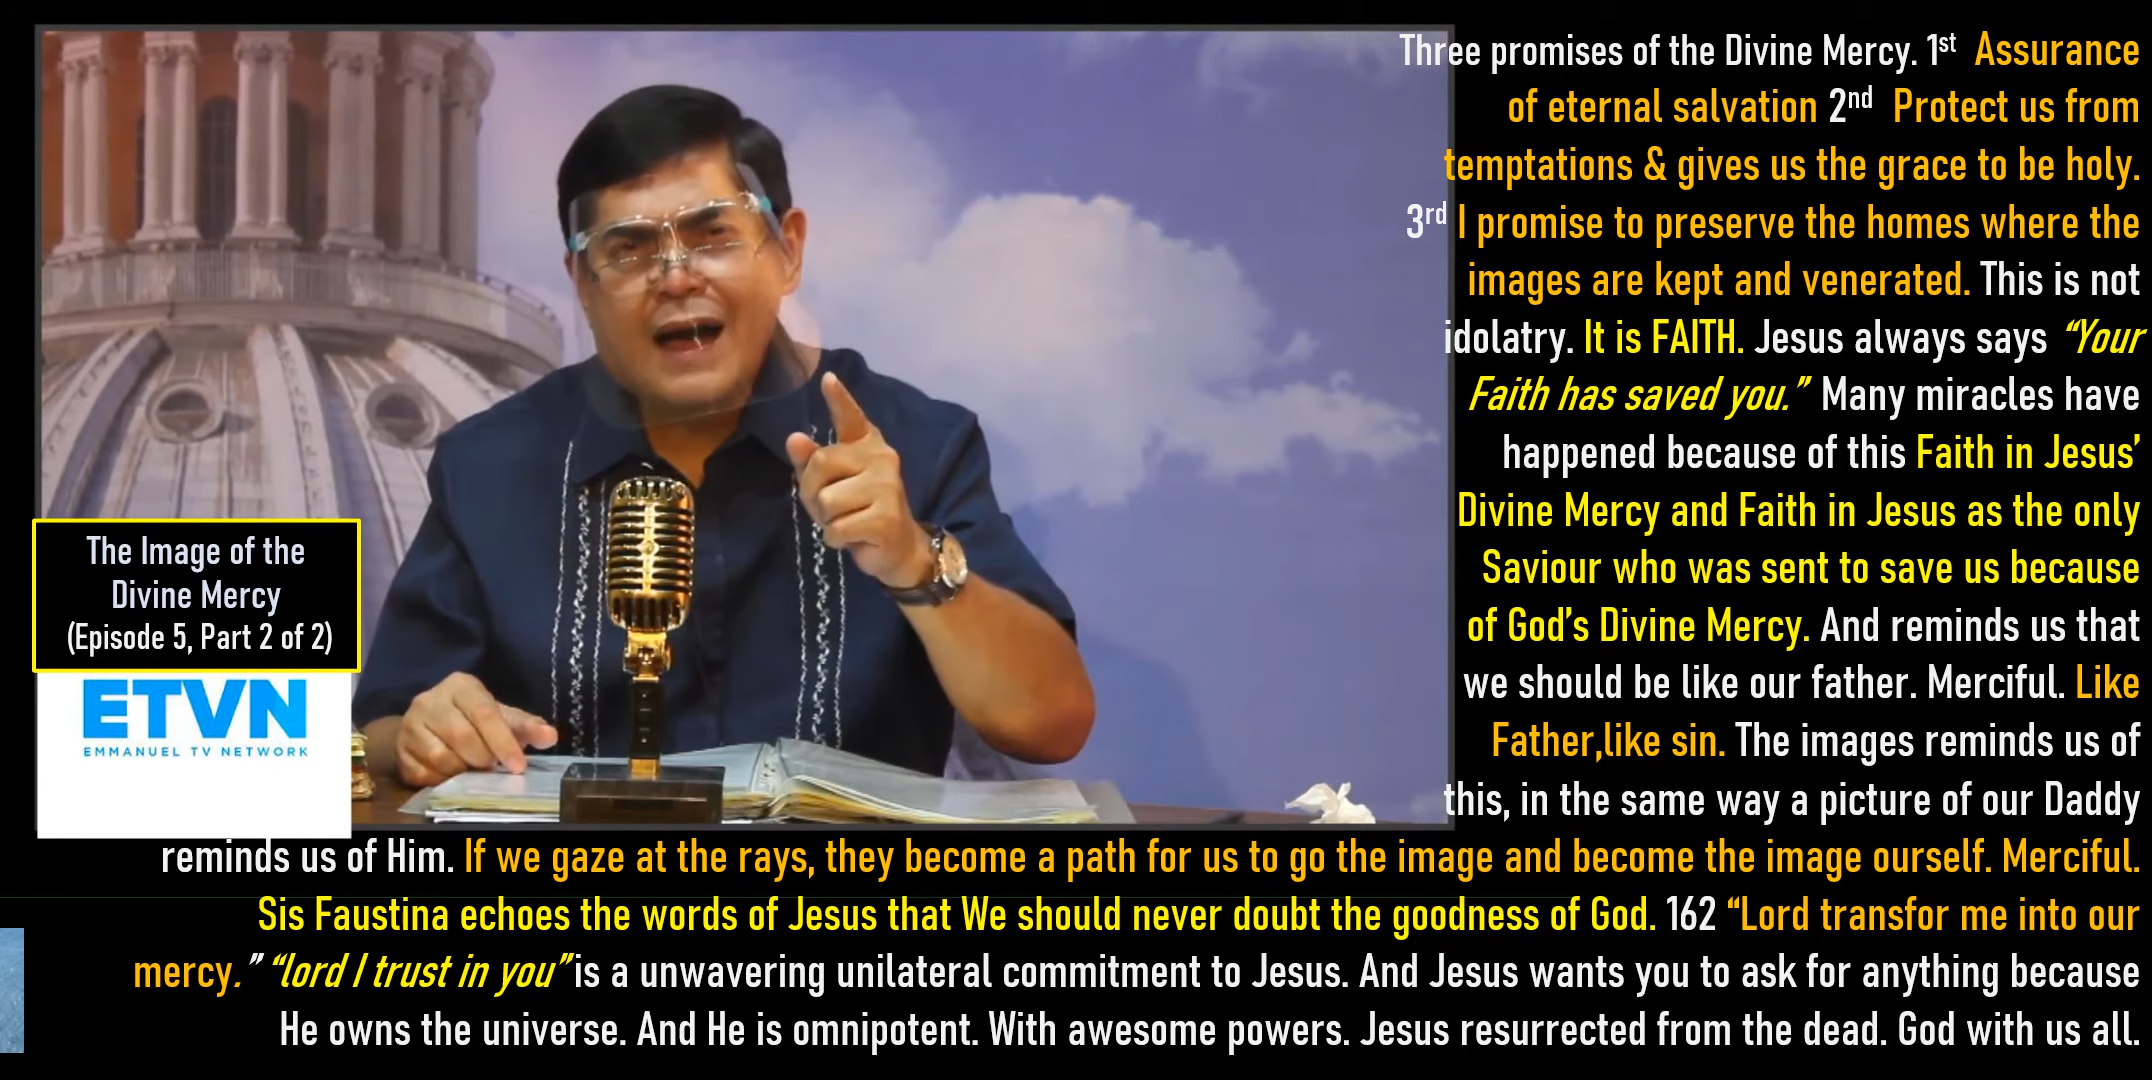 Three promises of the Divine Mercy. 1st Assurance
of eternal salvation 2nd Protect us from
temptations & gives us the grace to be holy.
3rd I promise to preserve the homes where the
images are kept and venerated. This is not
idolatry. It is FAITH. Jesus always says “Your
Faith has saved you.” Many miracles have
happened because of this Faith in Jesus’
Divine Mercy and Faith in Jesus as the only
Saviour who was sent to save us because
of God’s Divine Mercy. And reminds us that
we should be like our father. Merciful. Like
Father,like sin. The images reminds us of
this, in the same way a picture of our Daddy
reminds us of Him. If we gaze at the rays, they become a path for us to go the image and become the image ourself. Merciful.
Sis Faustina echoes the words of Jesus that We should never doubt the goodness of God. 162 “Lord transfor me into our
mercy.” “lord I trust in you”is a unwavering unilateral commitment to Jesus. And Jesus wants you to ask for anything because
He owns the universe. And He is omnipotent. With awesome powers. Jesus resurrected from the dead. God with us all.
The Image of the
Divine Mercy
(Episode 5, Part 2 of 2)
ETVN
EMMANUEL TV NETWORK